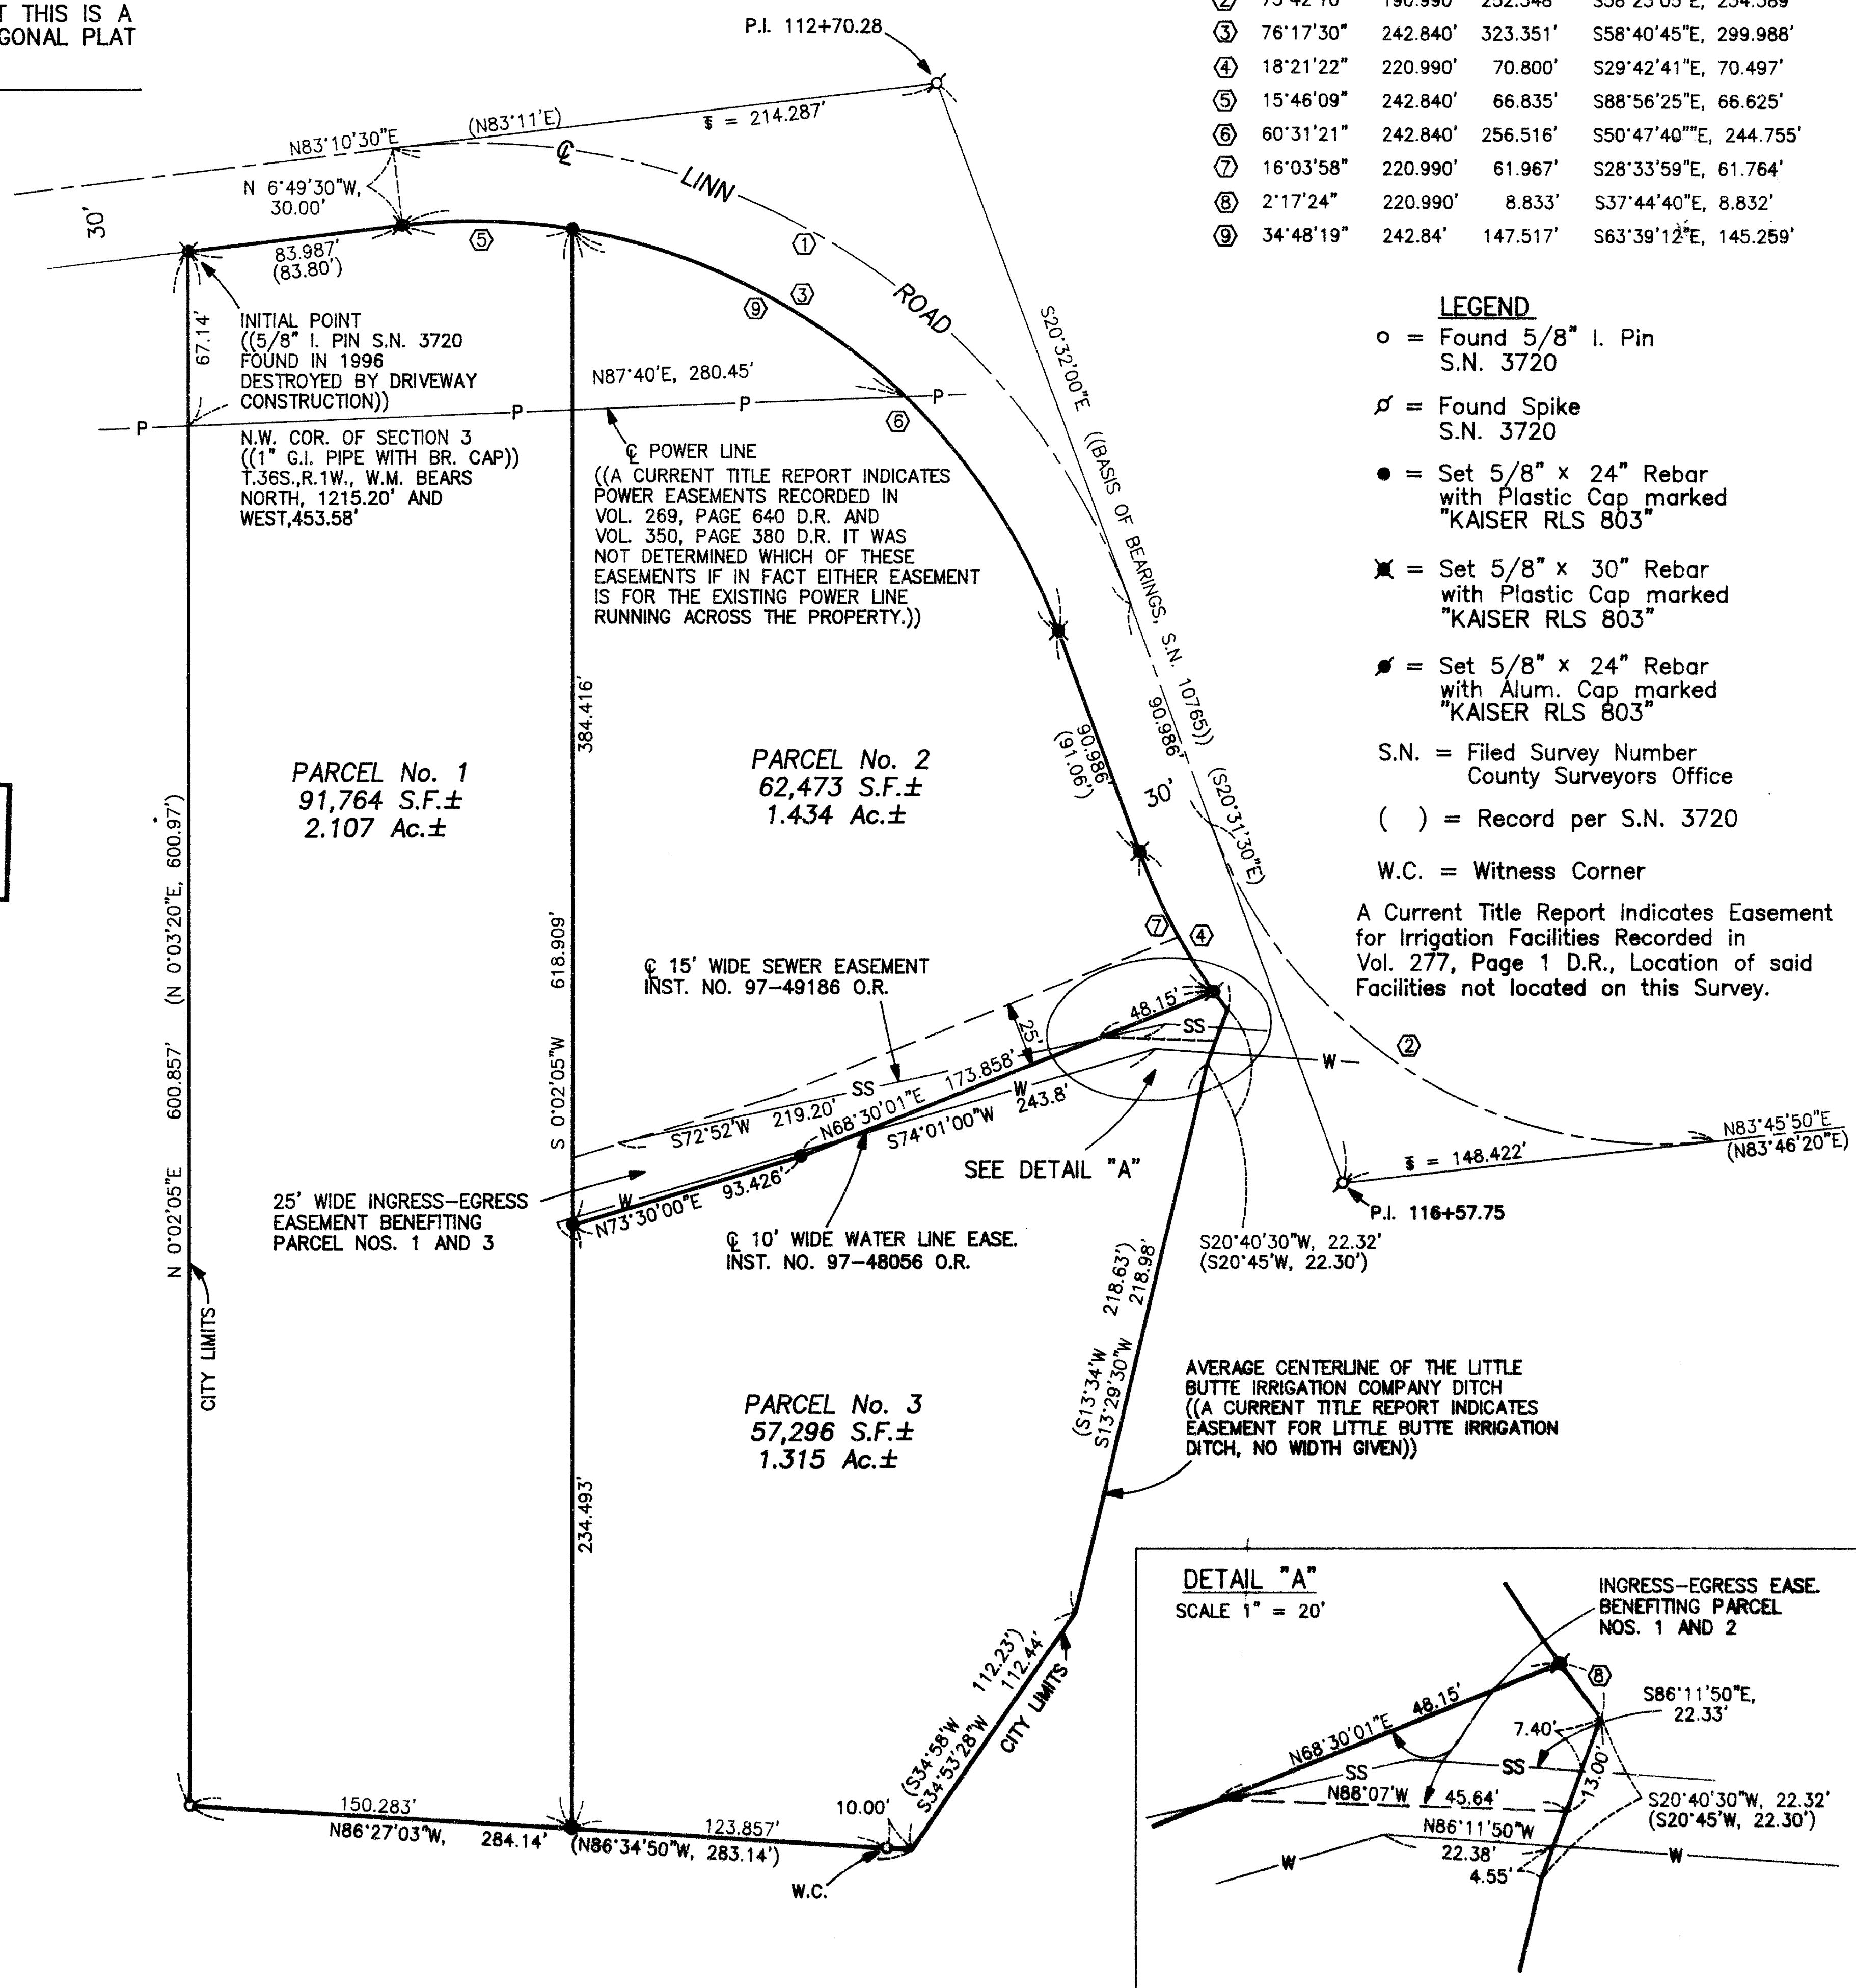 T THIS IS A
GONAL PLAT
② 75°42'10" 190.990' 252.348' S58°23'05"E, 234.389'
③ 76°17'30" 242.840' 323.351' S58°40'45"E, 299.988'
④ 18°21'22" 220.990' 70.800' S29°42'41"E, 70.497'
⑤ 15°46'09" 242.840' 66.835' S88°56'25"E, 66.625'
⑥ 60°31'21" 242.840' 256.516' S50°47'40""E, 244.755'
⑦ 16°03'58" 220.990' 61.967' S28°33'59"E, 61.764'
⑧ 2°17'24" 220.990' 8.833' S37°44'40"E, 8.832'
⑨ 34°48'19" 242.84' 147.517' S63°39'12"E, 145.259'
P.I. 112+70.28
N83°10'30"E
(N83°11'E)
= 214.287'
℄
LINN
ROAD
①
N 6°49'30"W,
30.00'
30'
83.987'
(83.80')
⑤
③
⑨
67.14'
INITIAL POINT
((5/8" I. PIN S.N. 3720
FOUND IN 1996
DESTROYED BY DRIVEWAY
CONSTRUCTION))
N87°40'E, 280.45'
P
P
P
P
⑥
N.W. COR. OF SECTION 3
((1" G.I. PIPE WITH BR. CAP))
T.36S.,R.1W., W.M. BEARS
NORTH, 1215.20' AND
WEST,453.58'
℄ POWER LINE
((A CURRENT TITLE REPORT INDICATES
POWER EASEMENTS RECORDED IN
VOL. 269, PAGE 640 D.R. AND
VOL. 350, PAGE 380 D.R. IT WAS
NOT DETERMINED WHICH OF THESE
EASEMENTS IF IN FACT EITHER EASEMENT
IS FOR THE EXISTING POWER LINE
RUNNING ACROSS THE PROPERTY.))
S20°32'00"E ((BASIS OF BEARINGS, S.N. 10765))
(S20°31'30"E)
90.986'
90.986'
(91.06')
30'
LEGEND
= Found 5/8" I. Pin
S.N. 3720
= Found Spike
S.N. 3720
= Set 5/8" x 24" Rebar
with Plastic Cap marked
"KAISER RLS 803"
= Set 5/8" x 30" Rebar
with Plastic Cap marked
"KAISER RLS 803"
= Set 5/8" x 24" Rebar
with Alum. Cap marked
"KAISER RLS 803"
S.N. = Filed Survey Number
County Surveyors Office
( ) = Record per S.N. 3720
W.C. = Witness Corner
A Current Title Report Indicates Easement
for Irrigation Facilities Recorded in
Vol. 277, Page 1 D.R., Location of said
Facilities not located on this Survey.
PARCEL No. 1
91,764 S.F.±
2.107 Ac.±
PARCEL No. 2
62,473 S.F.±
1.434 Ac.±
384.416'
N 0°02'05"E 600.857' (N 0°03'20"E, 600.97')
S 0°02'05"W 618.909'
⑦
④
②
℄ 15' WIDE SEWER EASEMENT
INST. NO. 97-49186 O.R.
48.15'
SS
25'
173.858'
W
SS
W
219.20'
S72°52'W
N68°30'01"E
S74°01'00"W
243.8'
SEE DETAIL "A"
93.426'
W
N73°30'00"E
25' WIDE INGRESS-EGRESS
EASEMENT BENEFITING
PARCEL NOS. 1 AND 3
℄ 10' WIDE WATER LINE EASE.
INST. NO. 97-48056 O.R.
N83°45'50"E
(N83°46'20"E)
= 148.422'
P.I. 116+57.75
S20°40'30"W, 22.32'
(S20°45'W, 22.30')
CITY LIMITS
(S13°34'W 218.63')
S13°29'30"W 218.98'
AVERAGE CENTERLINE OF THE LITTLE
BUTTE IRRIGATION COMPANY DITCH
((A CURRENT TITLE REPORT INDICATES
EASEMENT FOR LITTLE BUTTE IRRIGATION
DITCH, NO WIDTH GIVEN))
PARCEL No. 3
57,296 S.F.±
1.315 Ac.±
234.493'
(S34°58'W 112.23')
S34°53'28"W 112.44'
CITY LIMITS
10.00'
150.283'
N86°27'03"W, 284.14'
123.857'
(N86°34'50"W, 283.14')
W.C.
DETAIL "A"
SCALE 1" = 20'
INGRESS-EGRESS EASE.
BENEFITING PARCEL
NOS. 1 AND 2
⑧
S86°11'50"E,
22.33'
48.15'
N68°30'01"E
7.40'
SS
SS
13.00'
N88°07'W 45.64'
S20°40'30"W, 22.32'
(S20°45'W, 22.30')
N86°11'50"W
22.38'
4.55'
W
W